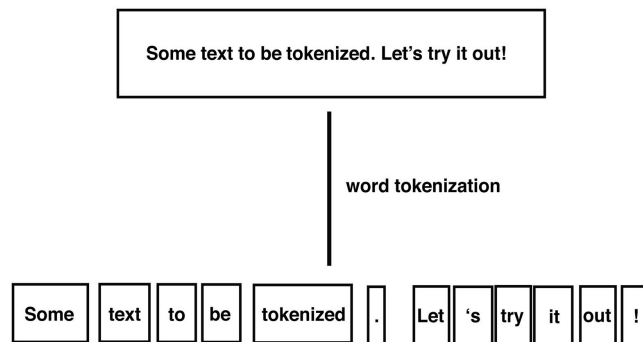 Some text to be tokenized. Let’s try it out!
word tokenization
Some text to be tokenized . Let ‘s try it out !